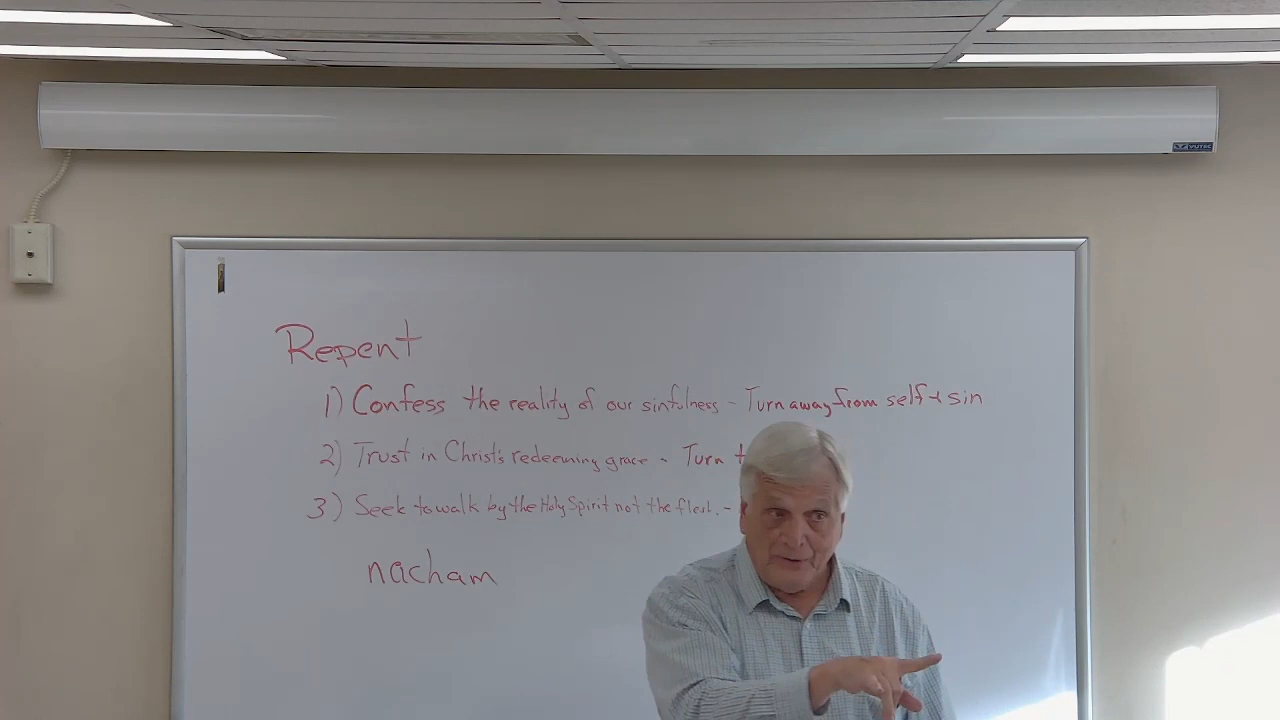 VUTEC
Repent
1) Confess the reality of our sinfulness - Turn away from self & sin
2) Trust in Christ's redeeming grace - Turn
3) Seek to walk by the Holy Spirit not the flesh. -
nacham